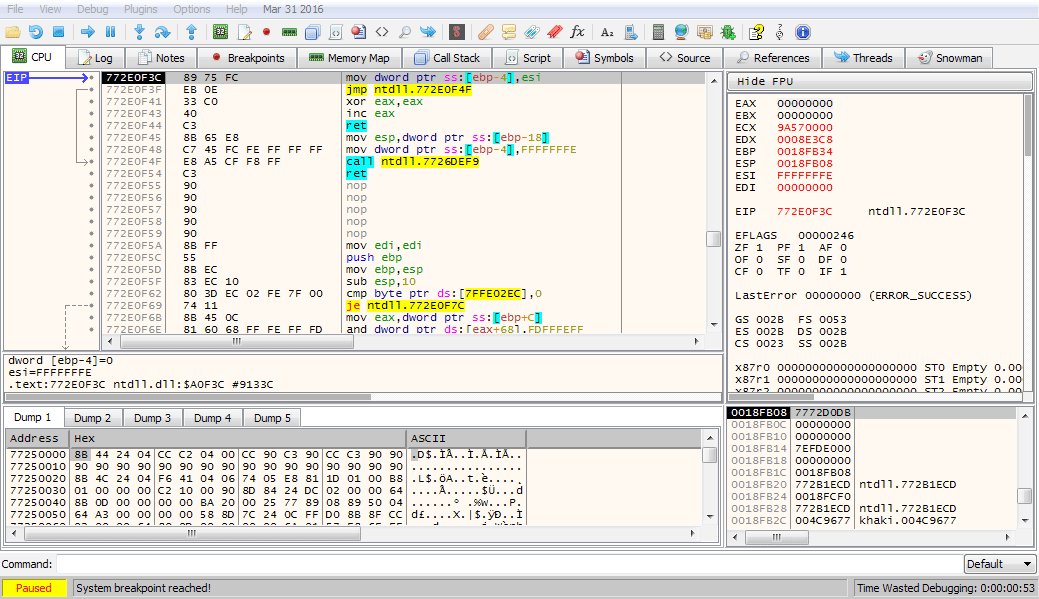 File View Debug Plugins Options Help Mar 31 2016
CPU Log Notes Breakpoints Memory Map Call Stack Script Symbols Source References Threads Snowman
EIP 772E0F3C 89 75 FC mov dword ptr ss:[ebp-4],esi
772E0F3F EB 0E jmp ntdll.772E0F4F
772E0F41 33 C0 xor eax,eax
772E0F43 40 inc eax
772E0F44 C3 ret
772E0F45 8B 65 E8 mov esp,dword ptr ss:[ebp-18]
772E0F48 C7 45 FC FE FF FF FF mov dword ptr ss:[ebp-4],FFFFFFFE
772E0F4F E8 A5 CF F8 FF call ntdll.7726DEF9
772E0F54 C3 ret
772E0F55 90 nop
772E0F56 90 nop
772E0F57 90 nop
772E0F58 90 nop
772E0F59 90 nop
772E0F5A 8B FF mov edi,edi
772E0F5C 55 push ebp
772E0F5D 8B EC mov ebp,esp
772E0F5F 83 EC 10 sub esp,10
772E0F62 80 3D EC 02 FE 7F 00 cmp byte ptr ds:[7FFE02EC],0
772E0F69 74 11 je ntdll.772E0F7C
772E0F6B 8B 45 0C mov eax,dword ptr ss:[ebp+C]
772E0F6E 81 60 68 FF FE FF FD and dword ptr ds:[eax+68],FDFFFEFF
Hide FPU
EAX 00000000
EBX 00000000
ECX 9A570000
EDX 0008E3C8
EBP 0018FB34
ESP 0018FB08
ESI FFFFFFFE
EDI 00000000
EIP 772E0F3C ntdll.772E0F3C
EFLAGS 00000246
ZF 1 PF 1 AF 0
OF 0 SF 0 DF 0
CF 0 TF 0 IF 1
LastError 00000000 (ERROR_SUCCESS)
GS 002B FS 0053
ES 002B DS 002B
CS 0023 SS 002B
x87r0 00000000000000000000 ST0 Empty 0.00
x87r1 00000000000000000000 ST1 Empty 0.00
dword [ebp-4]=0
esi=FFFFFFFE
.text:772E0F3C ntdll.dll:$A0F3C #9133C
Dump 1 Dump 2 Dump 3 Dump 4 Dump 5
Address Hex ASCII
77250000 8B 44 24 04 CC C2 04 00 CC 90 C3 90 CC C3 90 90 .D$.ÌÂ..Ì.Ã.ÌÃ..
77250010 90 90 90 90 90 90 90 90 90 90 90 90 90 90 90 90 ................
77250020 8B 4C 24 04 F6 41 04 06 74 05 E8 81 1D 01 00 B8 .L$.öA..t.è....¸
77250030 01 00 00 00 C2 10 00 90 8D 84 24 DC 02 00 00 64 ....Â.....$Ü...d
77250040 8B 0D 00 00 00 00 BA 20 00 25 77 89 08 89 50 04 ......º .%w...P.
77250050 64 A3 00 00 00 00 58 8D 7C 24 0C FF D0 8B 8F CC d£....X.|$.ÿÐ..Ì
0018FB08 7772D0DB
0018FB0C 00000000
0018FB10 00000000
0018FB14 7EFDE000
0018FB18 00000000
0018FB1C 0018FB08
0018FB20 772B1ECD ntdll.772B1ECD
0018FB24 0018FCF0
0018FB28 772B1ECD ntdll.772B1ECD
0018FB2C 004C9677 khaki.004C9677
Command: Default
Paused System breakpoint reached! Time Wasted Debugging: 0:00:00:53